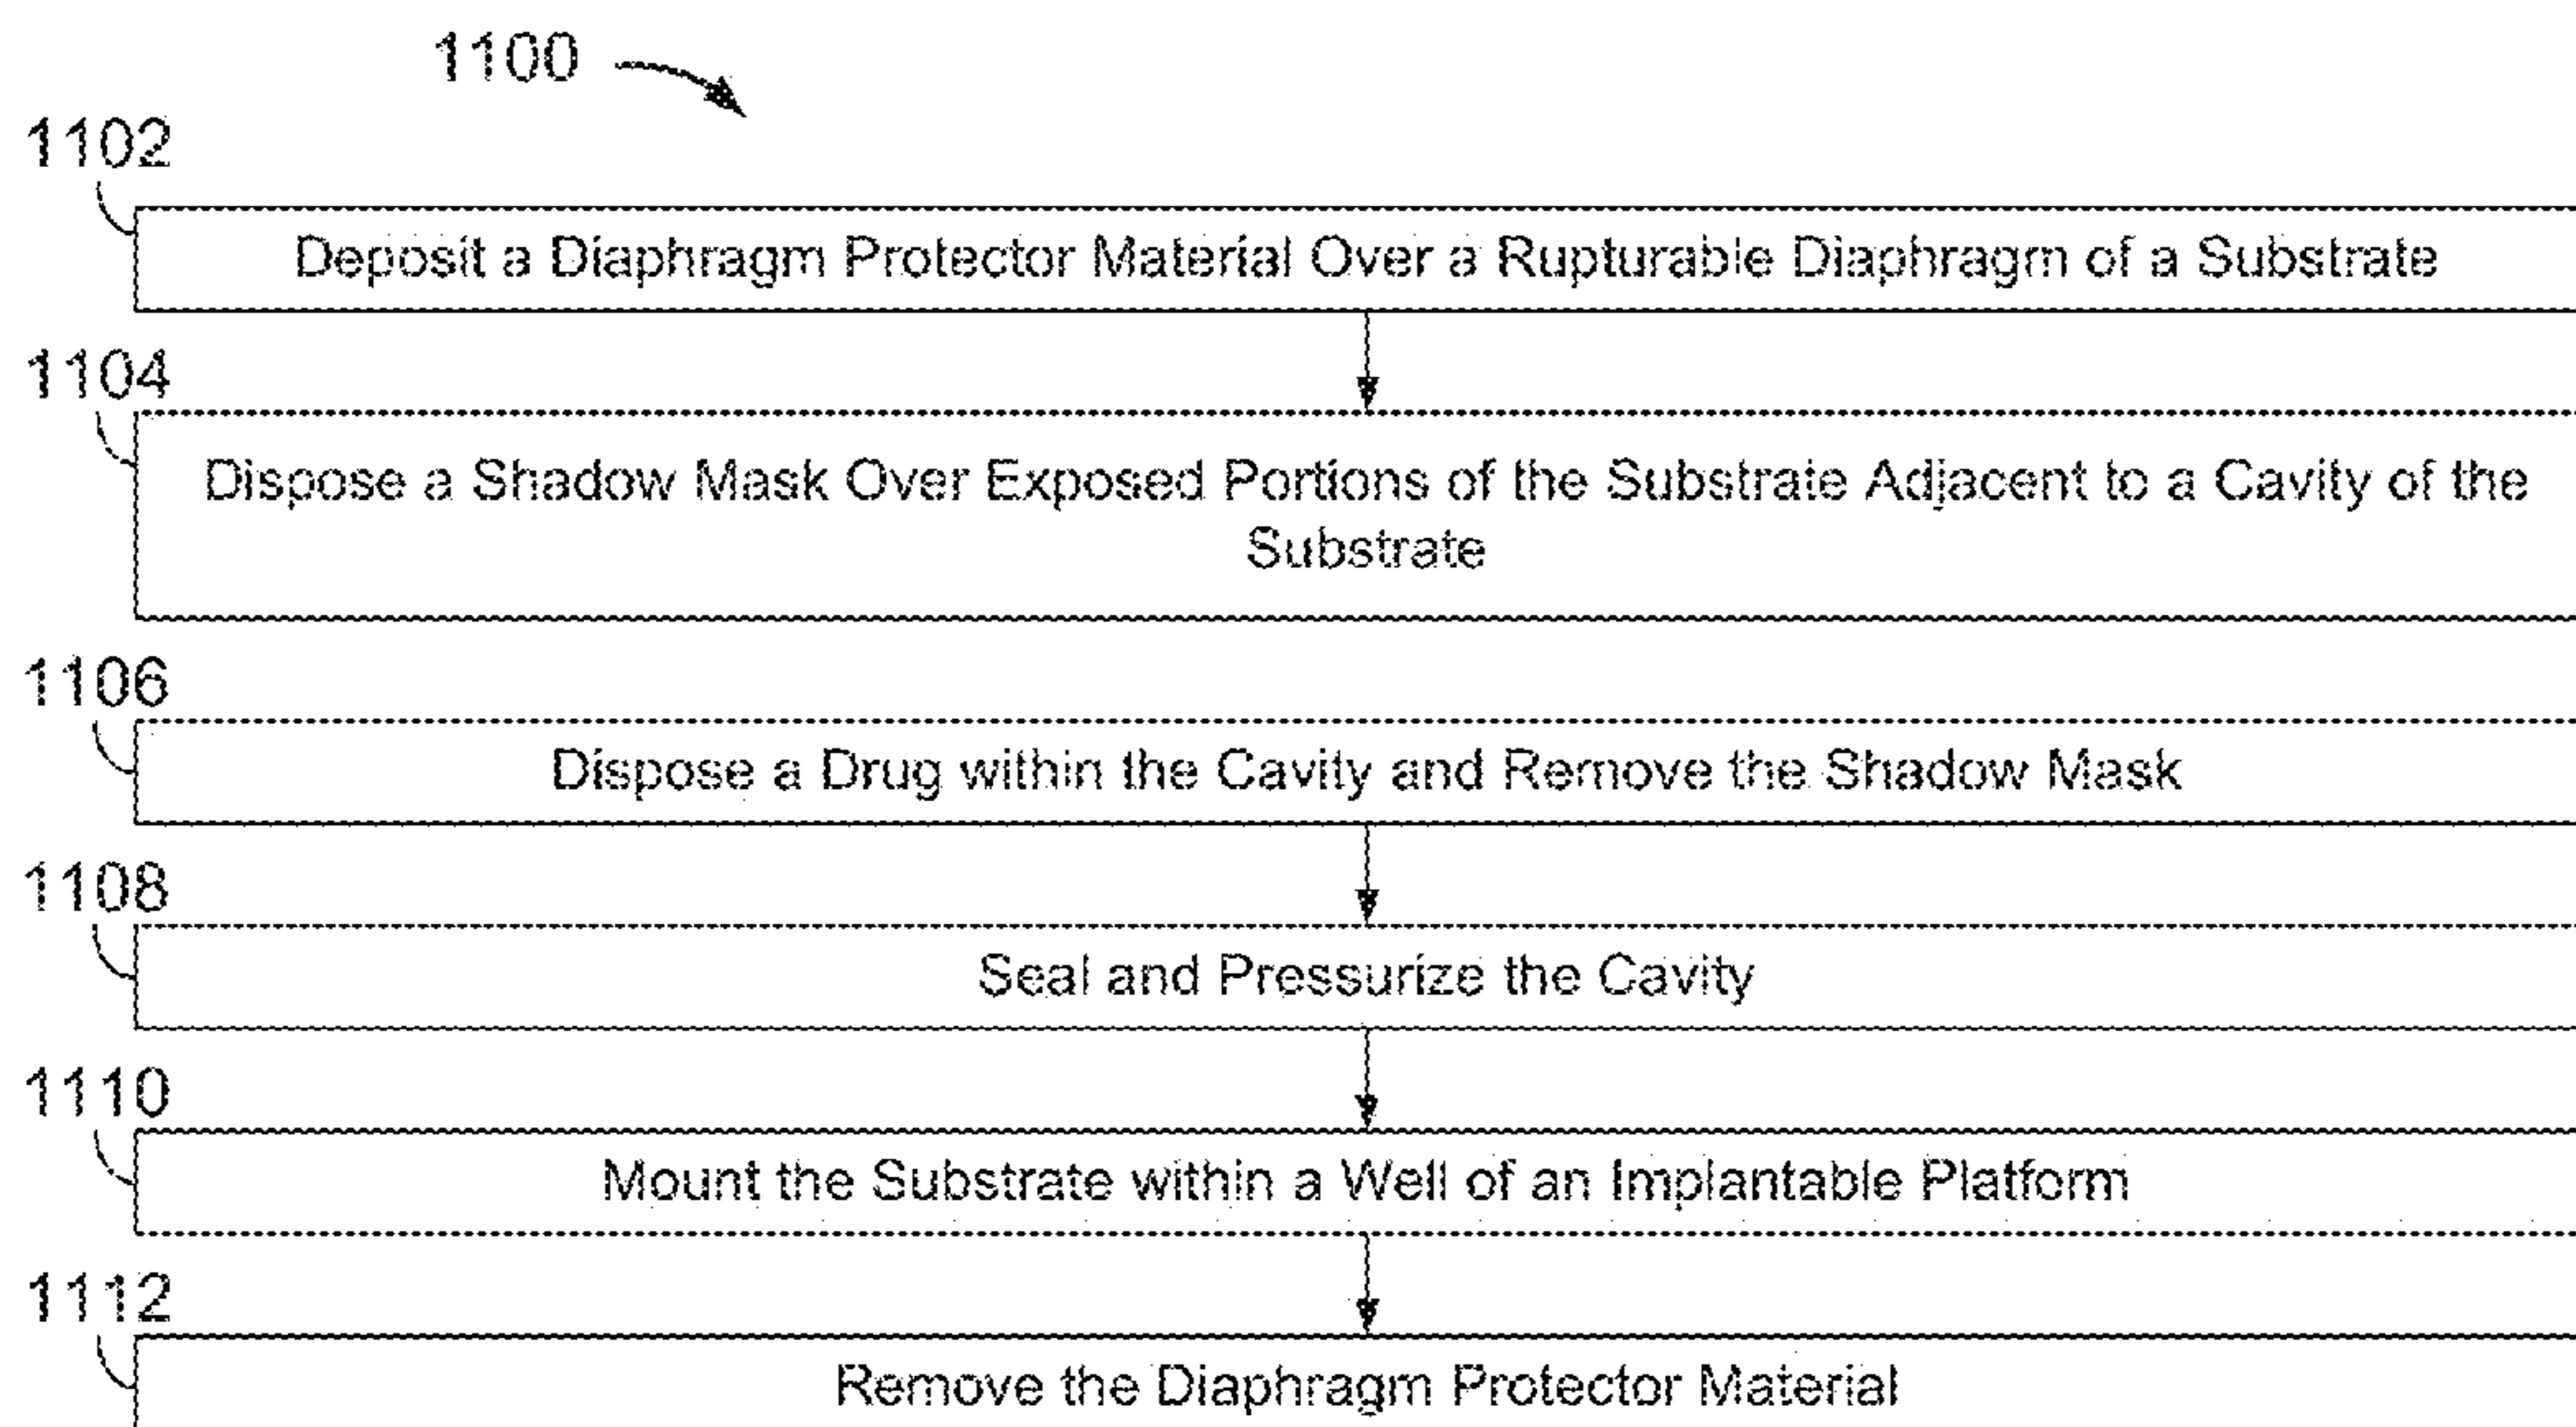 1100
1102
Deposit a Diaphragm Protector Material Over a Rupturable Diaphragm of a Substrate
1104
Dispose a Shadow Mask Over Exposed Portions of the Substrate Adjacent to a Cavity of the
Substrate
1106
Dispose a Drug within the Cavity and Remove the Shadow Mask
1108
Seal and Pressurize the Cavity
1110
Mount the Substrate within a Well of an Implantable Platform
1112
Remove the Diaphragm Protector Material